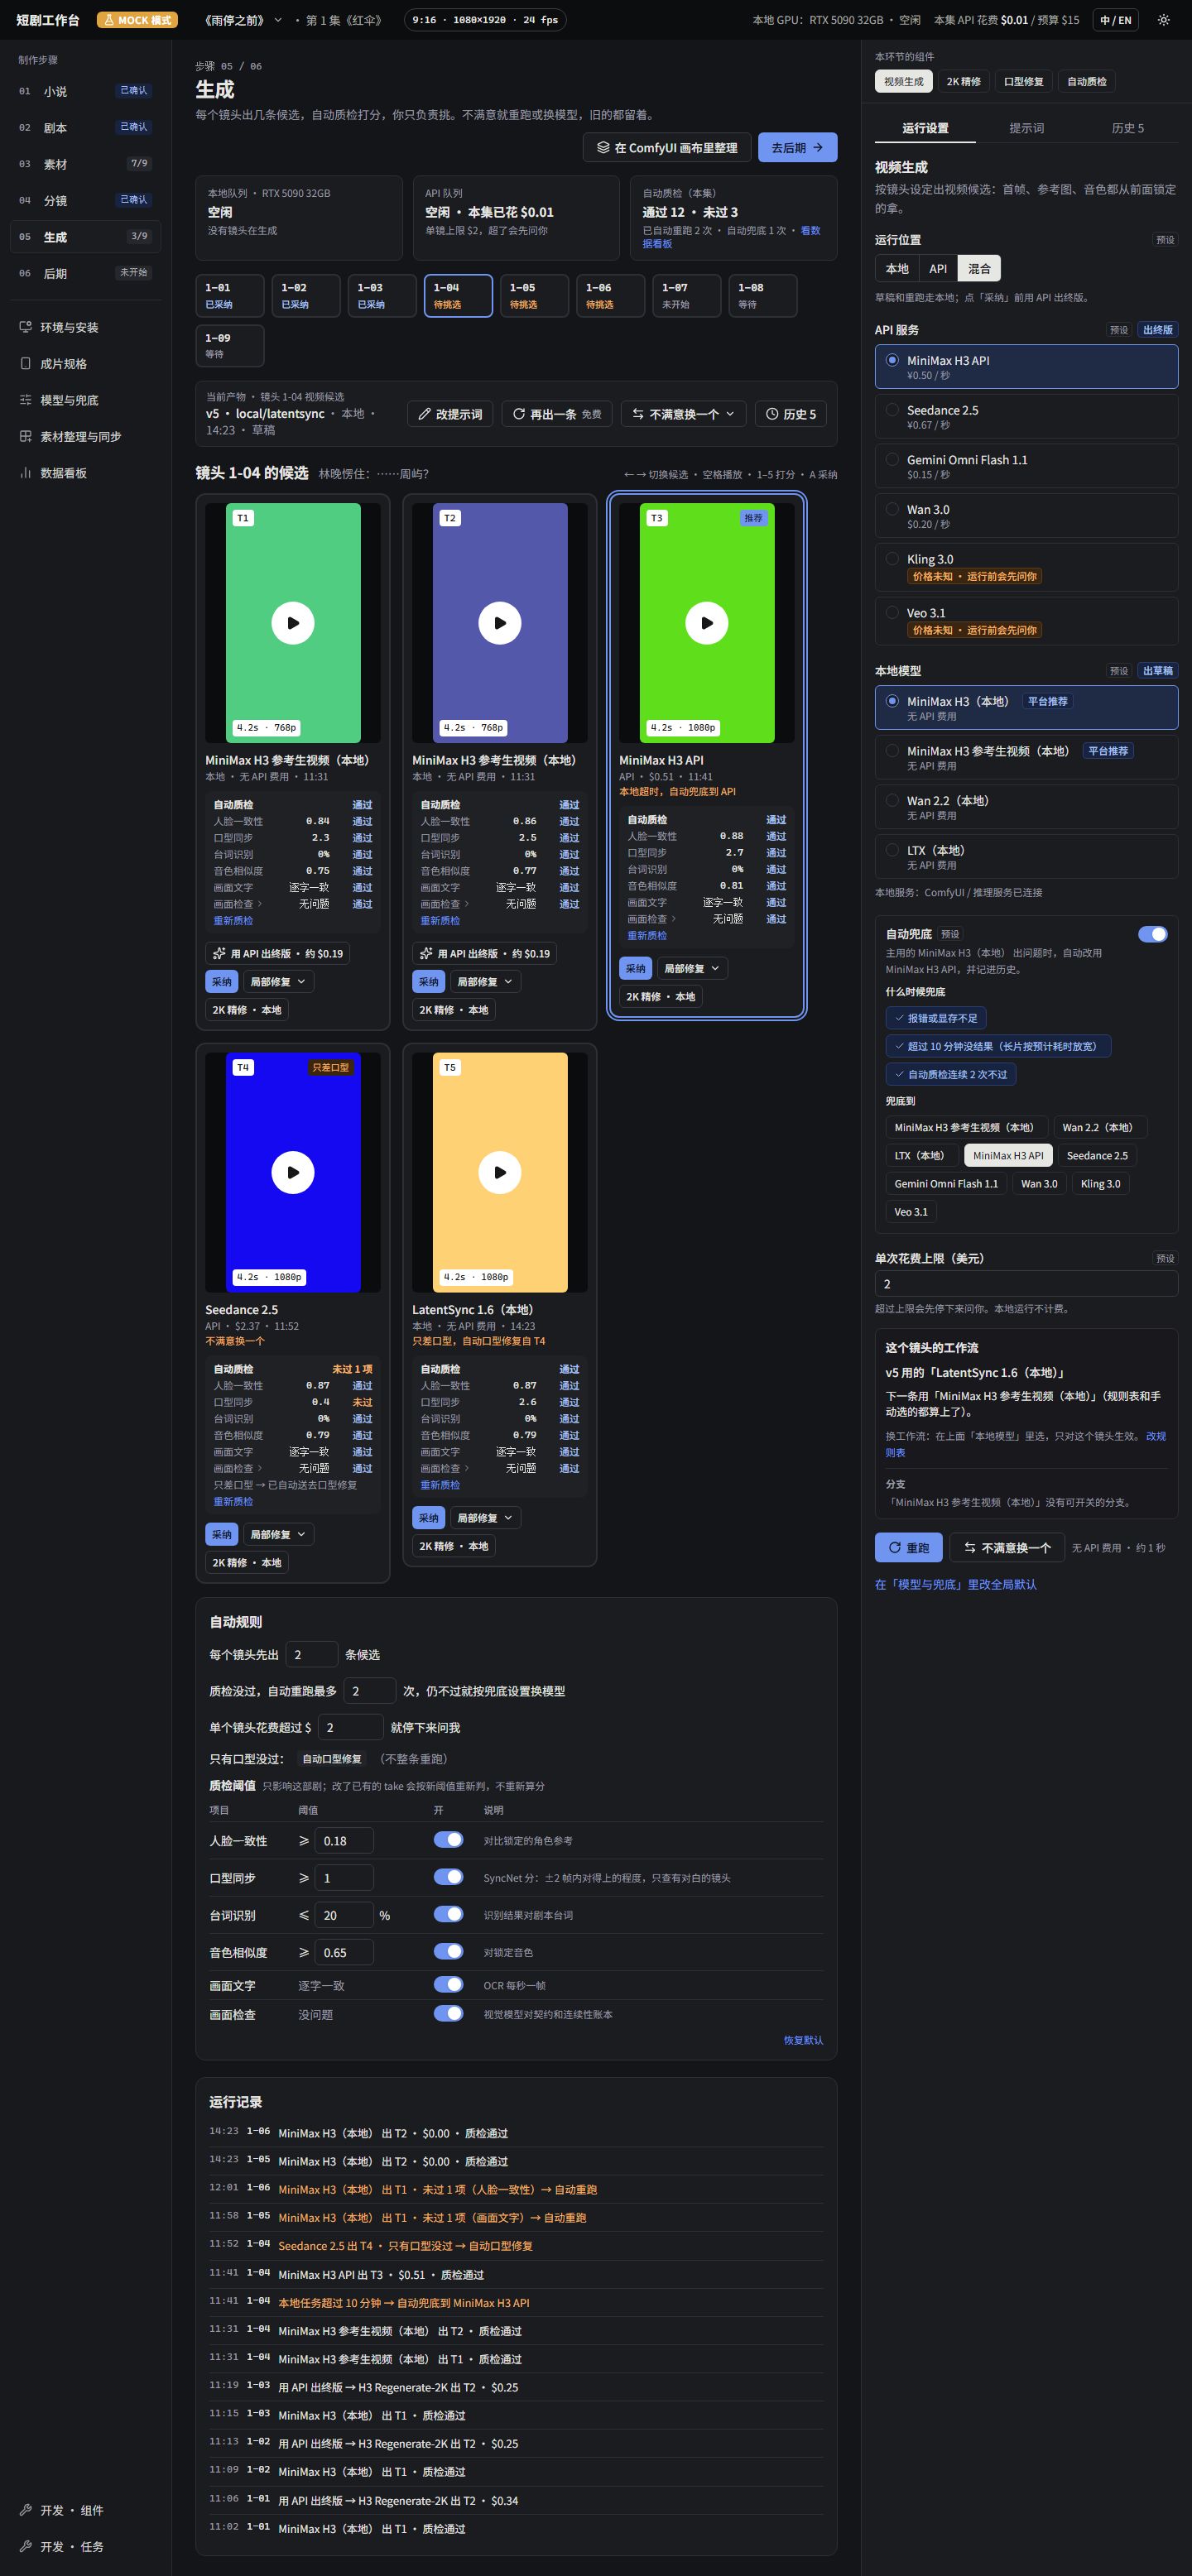 短剧工作台
MOCK 模式
《雨停之前》
• 第 1 集《红伞》
9:16 · 1080×1920 · 24 fps
本地 GPU：RTX 5090 32GB • 空闲
本集 API 花费 $0.01 / 预算 $15
中 / EN
制作步骤
01 小说 已确认
02 剧本 已确认
03 素材 7/9
04 分镜 已确认
05 生成 3/9
06 后期 未开始
环境与安装
成片规格
模型与兜底
素材整理与同步
数据看板
开发 • 组件
开发 • 任务
步骤 05 / 06
生成
每个镜头出几条候选，自动质检打分，你只负责挑。不满意就重跑或换模型，旧的都留着。
在 ComfyUI 画布里整理
去后期 →
本地队列 • RTX 5090 32GB
空闲
没有镜头在生成
API 队列
空闲 • 本集已花 $0.01
单镜上限 $2，超了会先问你
自动质检（本集）
通过 12 • 未过 3
已自动重跑 2 次 • 自动兜底 1 次 • 看数
据看板
1-01
已采纳
1-02
已采纳
1-03
已采纳
1-04
待挑选
1-05
待挑选
1-06
待挑选
1-07
未开始
1-08
等待
1-09
等待
当前产物 • 镜头 1-04 视频候选
v5 • local/latentsync • 本地 •
14:23 • 草稿
改提示词
再出一条 免费
不满意换一个
历史 5
镜头 1-04 的候选
林晚愣住：……周屿？
←→ 切换候选 • 空格播放 • 1–5 打分 • A 采纳
T1
4.2s · 768p
MiniMax H3 参考生视频（本地）
本地 • 无 API 费用 • 11:31
自动质检 通过
人脸一致性 0.84 通过
口型同步 2.3 通过
台词识别 0% 通过
音色相似度 0.75 通过
画面文字 逐字一致 通过
画面检查 › 无问题 通过
重新质检
用 API 出终版 • 约 $0.19
采纳
局部修复
2K 精修 • 本地
T2
4.2s · 768p
MiniMax H3 参考生视频（本地）
本地 • 无 API 费用 • 11:31
自动质检 通过
人脸一致性 0.86 通过
口型同步 2.5 通过
台词识别 0% 通过
音色相似度 0.77 通过
画面文字 逐字一致 通过
画面检查 › 无问题 通过
重新质检
用 API 出终版 • 约 $0.19
采纳
局部修复
2K 精修 • 本地
T3
推荐
4.2s · 1080p
MiniMax H3 API
API • $0.51 • 11:41
本地超时，自动兜底到 API
自动质检 通过
人脸一致性 0.88 通过
口型同步 2.7 通过
台词识别 0% 通过
音色相似度 0.81 通过
画面文字 逐字一致 通过
画面检查 › 无问题 通过
重新质检
采纳
局部修复
2K 精修 • 本地
T4
只差口型
4.2s · 1080p
Seedance 2.5
API • $2.37 • 11:52
不满意换一个
自动质检 未过 1 项
人脸一致性 0.87 通过
口型同步 0.4 未过
台词识别 0% 通过
音色相似度 0.79 通过
画面文字 逐字一致 通过
画面检查 › 无问题 通过
只差口型 → 已自动送去口型修复
重新质检
采纳
局部修复
2K 精修 • 本地
T5
4.2s · 1080p
LatentSync 1.6（本地）
本地 • 无 API 费用 • 14:23
只差口型，自动口型修复自 T4
自动质检 通过
人脸一致性 0.87 通过
口型同步 2.6 通过
台词识别 0% 通过
音色相似度 0.79 通过
画面文字 逐字一致 通过
画面检查 › 无问题 通过
重新质检
采纳
局部修复
2K 精修 • 本地
自动规则
每个镜头先出 2 条候选
质检没过，自动重跑最多 2 次，仍不过就按兜底设置换模型
单个镜头花费超过 $ 2 就停下来问我
只有口型没过： 自动口型修复 （不整条重跑）
质检阈值 只影响这部剧；改了已有的 take 会按新阈值重新判，不重新算分
项目 阈值 开 说明
人脸一致性 ≥ 0.18 对比锁定的角色参考
口型同步 ≥ 1 SyncNet 分：±2 帧内对得上的程度，只查有对白的镜头
台词识别 ≤ 20 % 识别结果对剧本台词
音色相似度 ≥ 0.65 对锁定音色
画面文字 逐字一致 OCR 每秒一帧
画面检查 没问题 视觉模型对契约和连续性账本
恢复默认
运行记录
14:23 1-06 MiniMax H3（本地） 出 T2 • $0.00 • 质检通过
14:23 1-05 MiniMax H3（本地） 出 T2 • $0.00 • 质检通过
12:01 1-06 MiniMax H3（本地） 出 T1 • 未过 1 项（人脸一致性）→ 自动重跑
11:58 1-05 MiniMax H3（本地） 出 T1 • 未过 1 项（画面文字）→ 自动重跑
11:52 1-04 Seedance 2.5 出 T4 • 只有口型没过 → 自动口型修复
11:41 1-04 MiniMax H3 API 出 T3 • $0.51 • 质检通过
11:41 1-04 本地任务超过 10 分钟 → 自动兜底到 MiniMax H3 API
11:31 1-04 MiniMax H3 参考生视频（本地） 出 T2 • 质检通过
11:31 1-04 MiniMax H3 参考生视频（本地） 出 T1 • 质检通过
11:19 1-03 用 API 出终版 → H3 Regenerate-2K 出 T2 • $0.25
11:15 1-03 MiniMax H3（本地） 出 T1 • 质检通过
11:13 1-02 用 API 出终版 → H3 Regenerate-2K 出 T2 • $0.25
11:09 1-02 MiniMax H3（本地） 出 T1 • 质检通过
11:06 1-01 用 API 出终版 → H3 Regenerate-2K 出 T2 • $0.34
11:02 1-01 MiniMax H3（本地） 出 T1 • 质检通过
本环节的组件
视频生成
2K 精修
口型修复
自动质检
运行设置
提示词
历史 5
视频生成
按镜头设定出视频候选：首帧、参考图、音色都从前面锁定
的拿。
运行位置 预设
本地
API
混合
草稿和重跑走本地；点「采纳」前用 API 出终版。
API 服务 预设 出终版
MiniMax H3 API
¥0.50 / 秒
Seedance 2.5
¥0.67 / 秒
Gemini Omni Flash 1.1
$0.15 / 秒
Wan 3.0
$0.20 / 秒
Kling 3.0
价格未知 • 运行前会先问你
Veo 3.1
价格未知 • 运行前会先问你
本地模型 预设 出草稿
MiniMax H3（本地） 平台推荐
无 API 费用
MiniMax H3 参考生视频（本地） 平台推荐
无 API 费用
Wan 2.2（本地）
无 API 费用
LTX（本地）
无 API 费用
本地服务：ComfyUI / 推理服务已连接
自动兜底 预设
主用的 MiniMax H3（本地） 出问题时，自动改用
MiniMax H3 API，并记进历史。
什么时候兜底
✓ 报错或显存不足
✓ 超过 10 分钟没结果（长片按预计耗时放宽）
✓ 自动质检连续 2 次不过
兜底到
MiniMax H3 参考生视频（本地）
Wan 2.2（本地）
LTX（本地）
MiniMax H3 API
Seedance 2.5
Gemini Omni Flash 1.1
Wan 3.0
Kling 3.0
Veo 3.1
单次花费上限（美元） 预设
2
超过上限会先停下来问你。本地运行不计费。
这个镜头的工作流
v5 用的「LatentSync 1.6（本地）」
下一条用「MiniMax H3 参考生视频（本地）」（规则表和手
动选的都算上了）。
换工作流：在上面「本地模型」里选，只对这个镜头生效。 改规
则表
分支
「MiniMax H3 参考生视频（本地）」没有可开关的分支。
重跑
不满意换一个
无 API 费用 • 约 1 秒
在「模型与兜底」里改全局默认